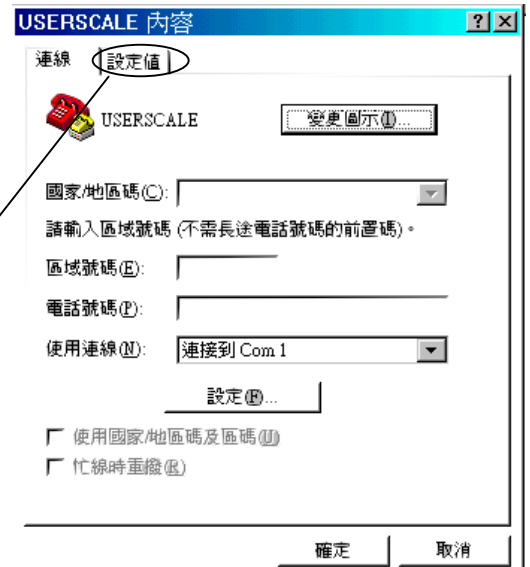 USERSCALE 內容
連線 設定值
USERSCALE 變更圖示(I)...
國家/地區碼(C):
請輸入區域號碼 (不需長途電話號碼的前置碼)。
區域號碼(E):
電話號碼(P):
使用連線(N): 連接到 Com 1
設定(F)...
使用國家/地區碼及區碼(U)
忙線時重撥(R)
確定 取消